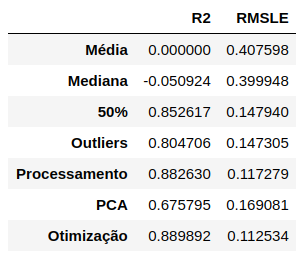 R2 RMSLE
Média 0.000000 0.407598
Mediana -0.050924 0.399948
50% 0.852617 0.147940
Outliers 0.804706 0.147305
Processamento 0.882630 0.117279
PCA 0.675795 0.169081
Otimização 0.889892 0.112534